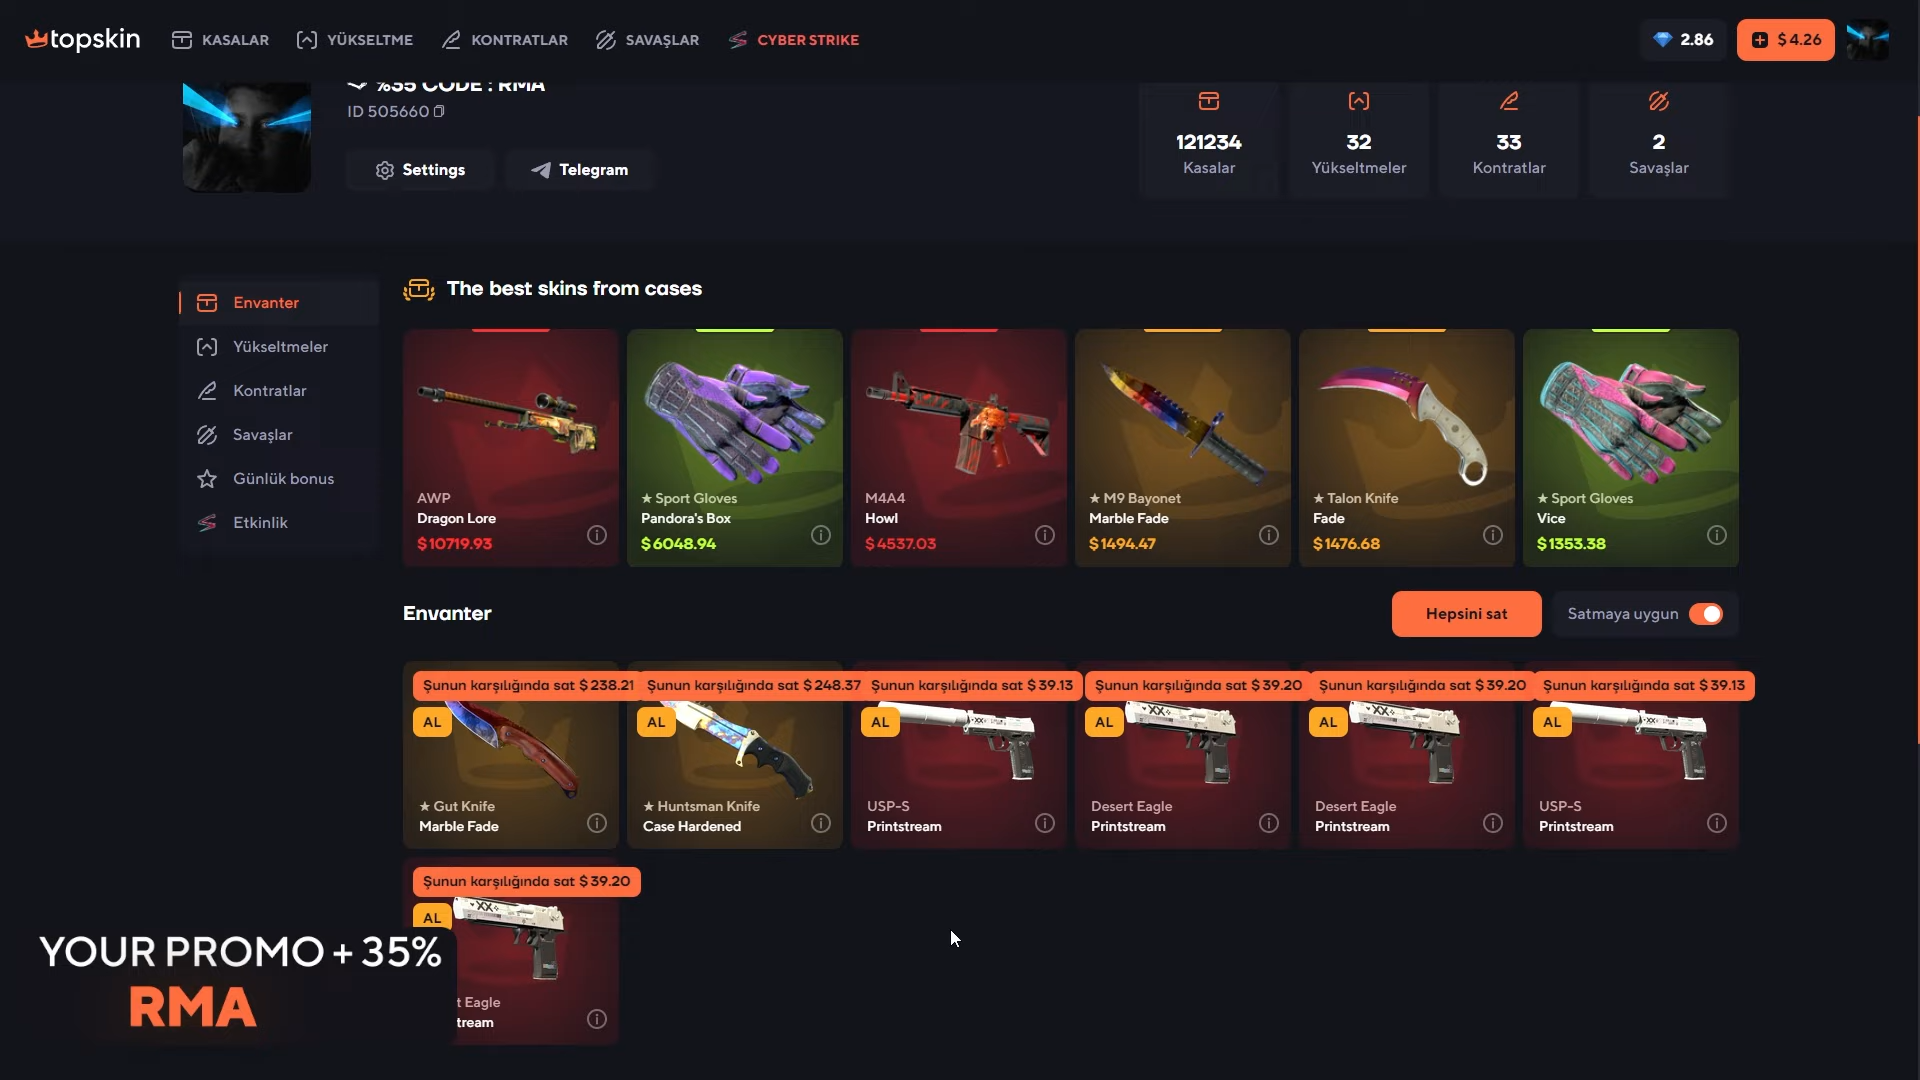 topskin
KASALAR
YÜKSELTME
KONTRATLAR
SAVAŞLAR
CYBER STRIKE
2.86
$ 4.26
%35 CODE : RMA
ID 505660
Settings
Telegram
121234
Kasalar
32
Yükseltmeler
33
Kontratlar
2
Savaşlar
Envanter
Yükseltmeler
Kontratlar
Savaşlar
Günlük bonus
Etkinlik
The best skins from cases
AWP
Dragon Lore
$ 10719.93
★ Sport Gloves
Pandora's Box
$ 6048.94
M4A4
Howl
$ 4537.03
★ M9 Bayonet
Marble Fade
$ 1494.47
★ Talon Knife
Fade
$ 1476.68
★ Sport Gloves
Vice
$ 1353.38
Envanter
Hepsini sat
Satmaya uygun
Şunun karşılığında sat $ 238.21
AL
★ Gut Knife
Marble Fade
Şunun karşılığında sat $ 248.37
AL
★ Huntsman Knife
Case Hardened
Şunun karşılığında sat $ 39.13
AL
USP-S
Printstream
Şunun karşılığında sat $ 39.20
AL
Desert Eagle
Printstream
Şunun karşılığında sat $ 39.20
AL
Desert Eagle
Printstream
Şunun karşılığında sat $ 39.13
AL
USP-S
Printstream
Şunun karşılığında sat $ 39.20
AL
t Eagle
tream
YOUR PROMO + 35%
RMA